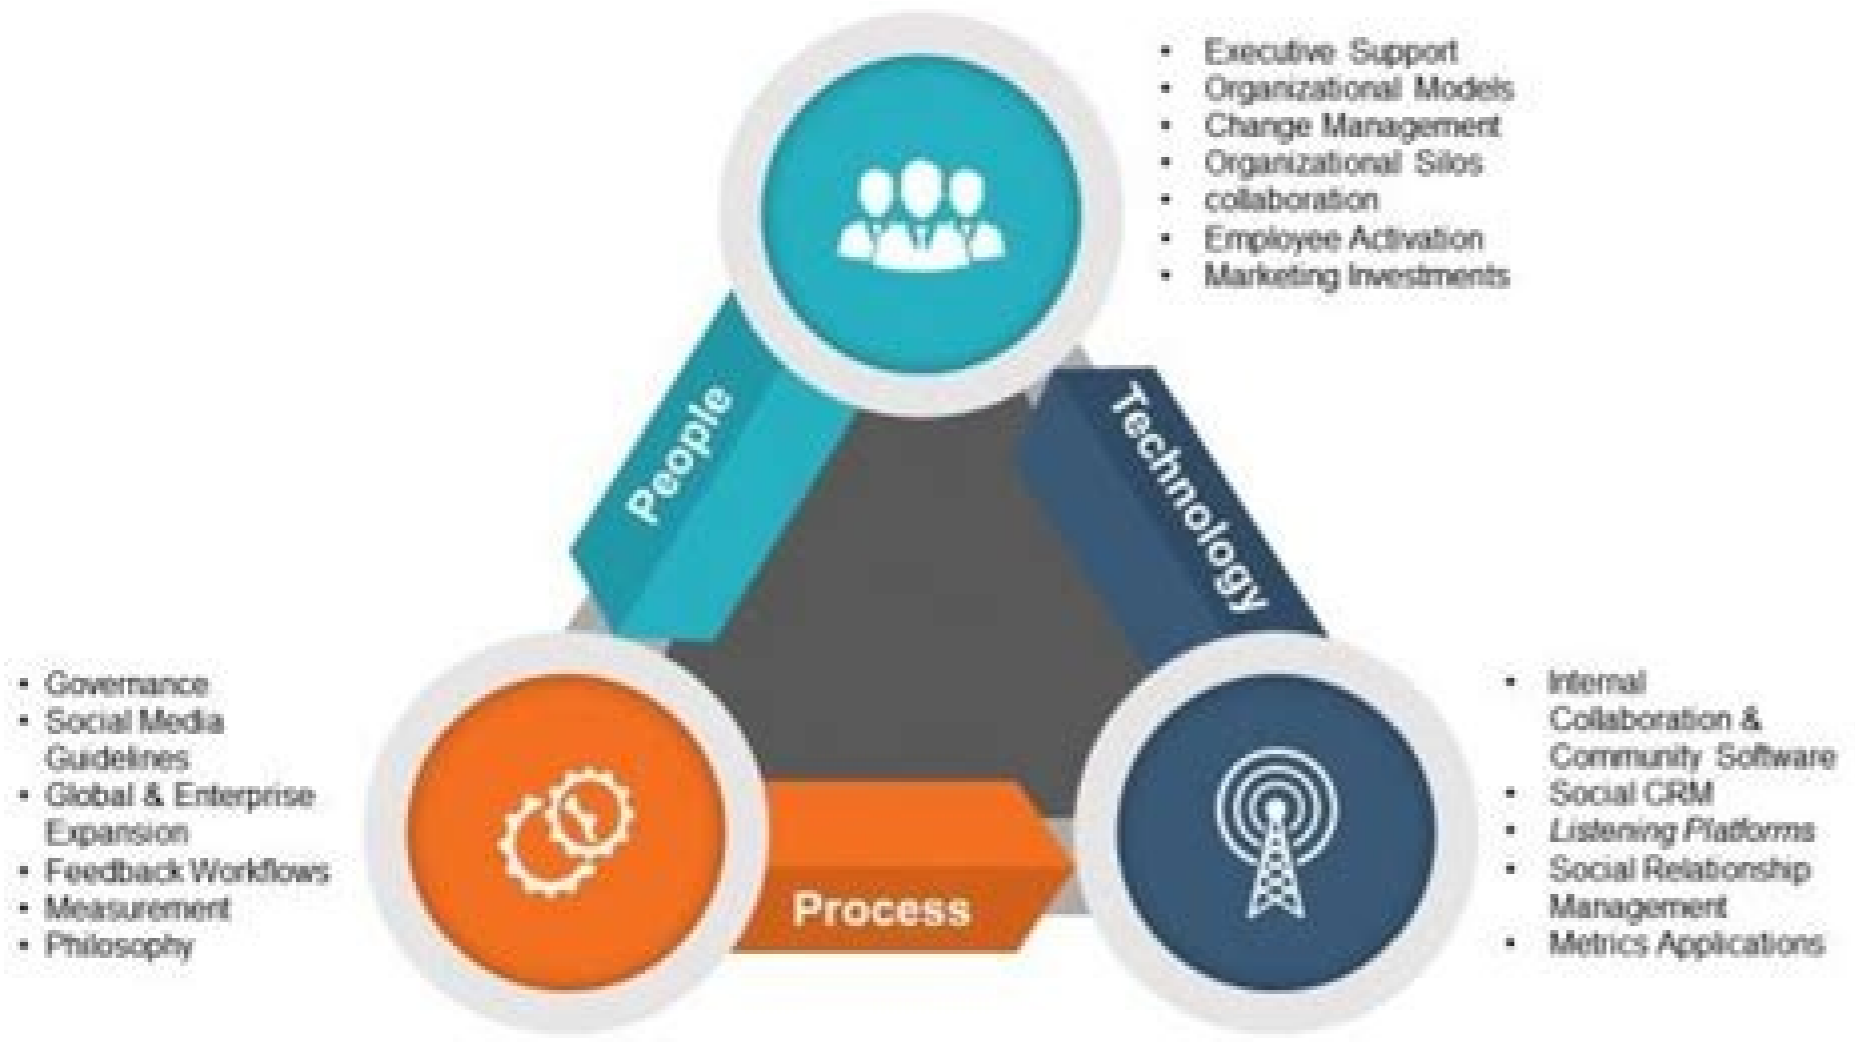 • Executive Support
• Organizational Models
• Change Management
• Organizational Silos
• collaboration
• Employee Activation
• Marketing Investments
People
Technology
• Governance
• Social Media
Guidelines
• Global & Enterprise
Expansion
• Feedback Workflows
• Measurement
• Philosophy
Process
• Internal
Collaboration &
Community Software
• Social CRM
• Listening Platforms
• Social Relationship
Management
• Metrics Applications